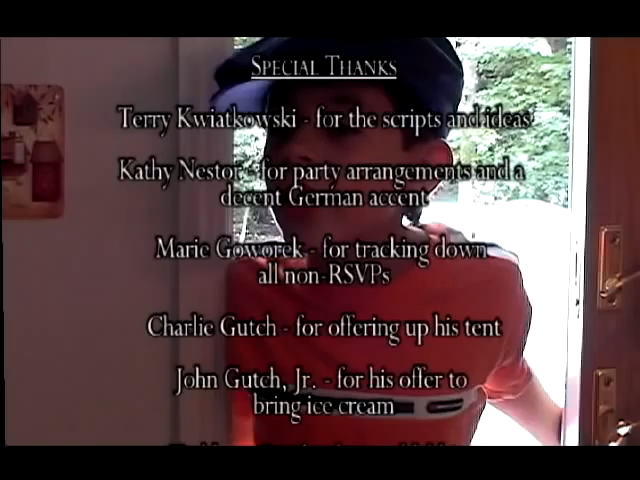 Special Thanks
Terry Kwiatkowski - for the scripts and ideas
Kathy Nestor - for party arrangements and a
decent German accent
Marie Goworek - for tracking down
all non-RSVPs
Charlie Gutch - for offering up his tent
John Gutch, Jr. - for his offer to
bring ice cream